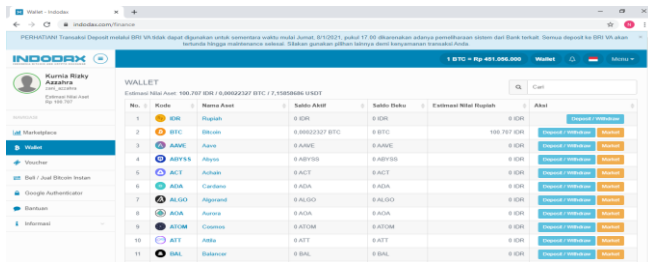 Wallet - Indodax
indodax.com/finance
PERHATIAN! Transaksi Deposit melalui BRI VA tidak dapat digunakan untuk sementara waktu mulai Jumat, 8/1/2021, pukul 17.00 dikarenakan adanya pemeliharaan sistem dari Bank terkait. Semua deposit ke BRI VA akan
tertunda hingga maintenance selesai. Silakan gunakan pilihan lainnya demi kenyamanan transaksi Anda
INDODAX
1 BTC = Rp 451.056.000 Wallet Menu
Kurnia Rizky
Azzahra
Estimasi Nilai Aset
Rp 100.797
WALLET
Estimasi Nilai Aset: 100.797 IDR / 0,00022327 BTC / 7,15858686 USDT
Cari
Marketplace
Wallet
Voucher
Beli / Jual Bitcoin Instan
Google Authenticator
Bantuan
Informasi
No. Kode Nama Aset Saldo Aktif Saldo Beku Estimasi Nilai Rupiah Aksi
1 IDR Rupiah 0 IDR 0 IDR 0 IDR Deposit / Withdraw
2 BTC Bitcoin 0,00022327 BTC 0 BTC 100.797 IDR Deposit / Withdraw Market
3 AAVE Aave 0 AAVE 0 AAVE 0 IDR Deposit / Withdraw Market
4 ABYSS Abyss 0 ABYSS 0 ABYSS 0 IDR Deposit / Withdraw Market
5 ACT Achain 0 ACT 0 ACT 0 IDR Deposit / Withdraw Market
6 ADA Cardano 0 ADA 0 ADA 0 IDR Deposit / Withdraw Market
7 ALGO Algorand 0 ALGO 0 ALGO 0 IDR Deposit / Withdraw Market
8 AOA Aurora 0 AOA 0 AOA 0 IDR Deposit / Withdraw Market
9 ATOM Cosmos 0 ATOM 0 ATOM 0 IDR Deposit / Withdraw Market
10 ATT Attila 0 ATT 0 ATT 0 IDR Deposit / Withdraw Market
11 BAL Balancer 0 BAL 0 BAL 0 IDR Deposit / Withdraw Market